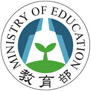 MINISTRY OF EDUCATION
教育部